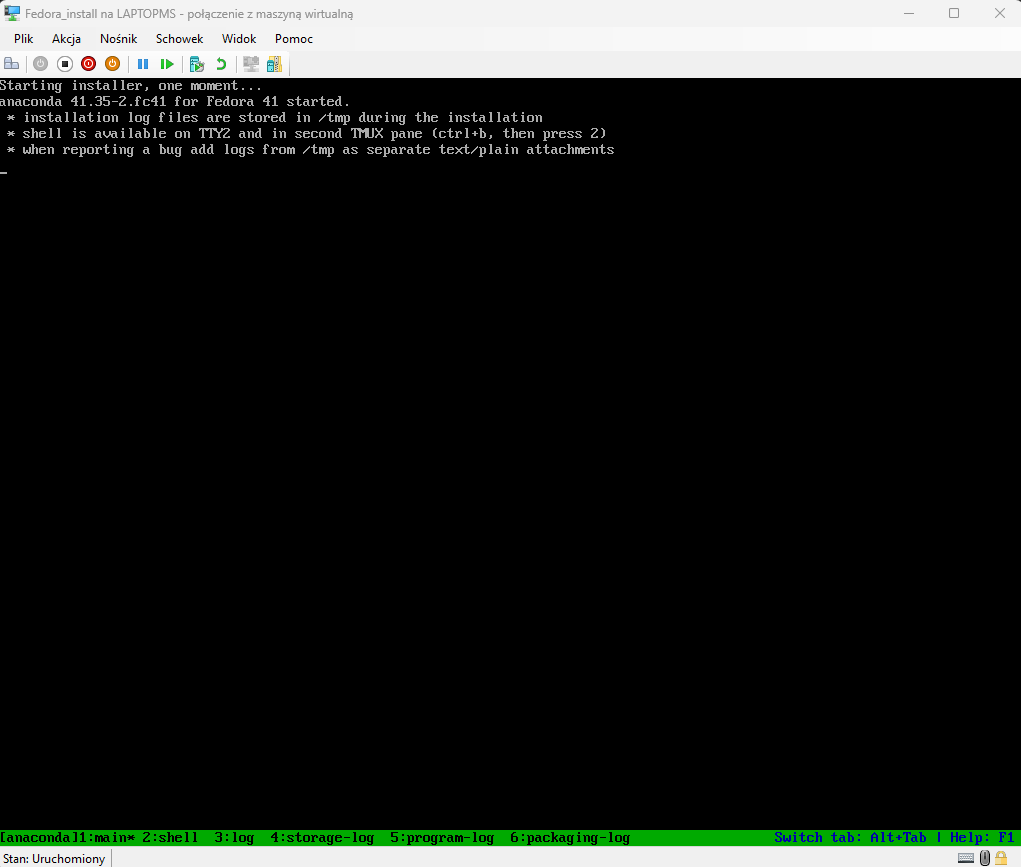 Fedora_install na LAPTOPMS - połączenie z maszyną wirtualną
Plik Akcja Nośnik Schowek Widok Pomoc
Starting installer, one moment...
anaconda 41.35-2.fc41 for Fedora 41 started.
* installation log files are stored in /tmp during the installation
* shell is available on TTY2 and in second TMUX pane (ctrl+b, then press 2)
* when reporting a bug add logs from /tmp as separate text/plain attachments
[anaconda]1:main* 2:shell 3:log 4:storage-log 5:program-log 6:packaging-log Switch tab: Alt+Tab | Help: F1
Stan: Uruchomiony